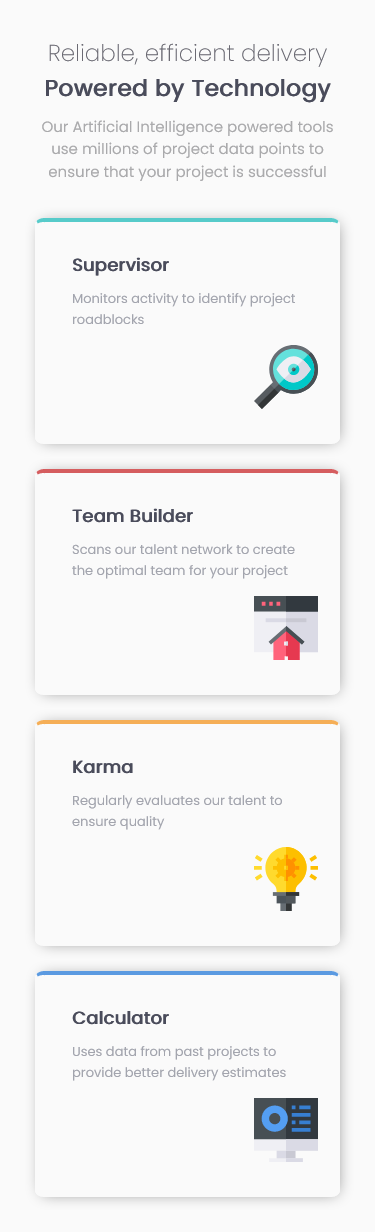 Reliable, efficient delivery
Powered by Technology
Our Artificial Intelligence powered tools
use millions of project data points to
ensure that your project is successful
Supervisor
Monitors activity to identify project
roadblocks
Team Builder
Scans our talent network to create
the optimal team for your project
Karma
Regularly evaluates our talent to
ensure quality
Calculator
Uses data from past projects to
provide better delivery estimates